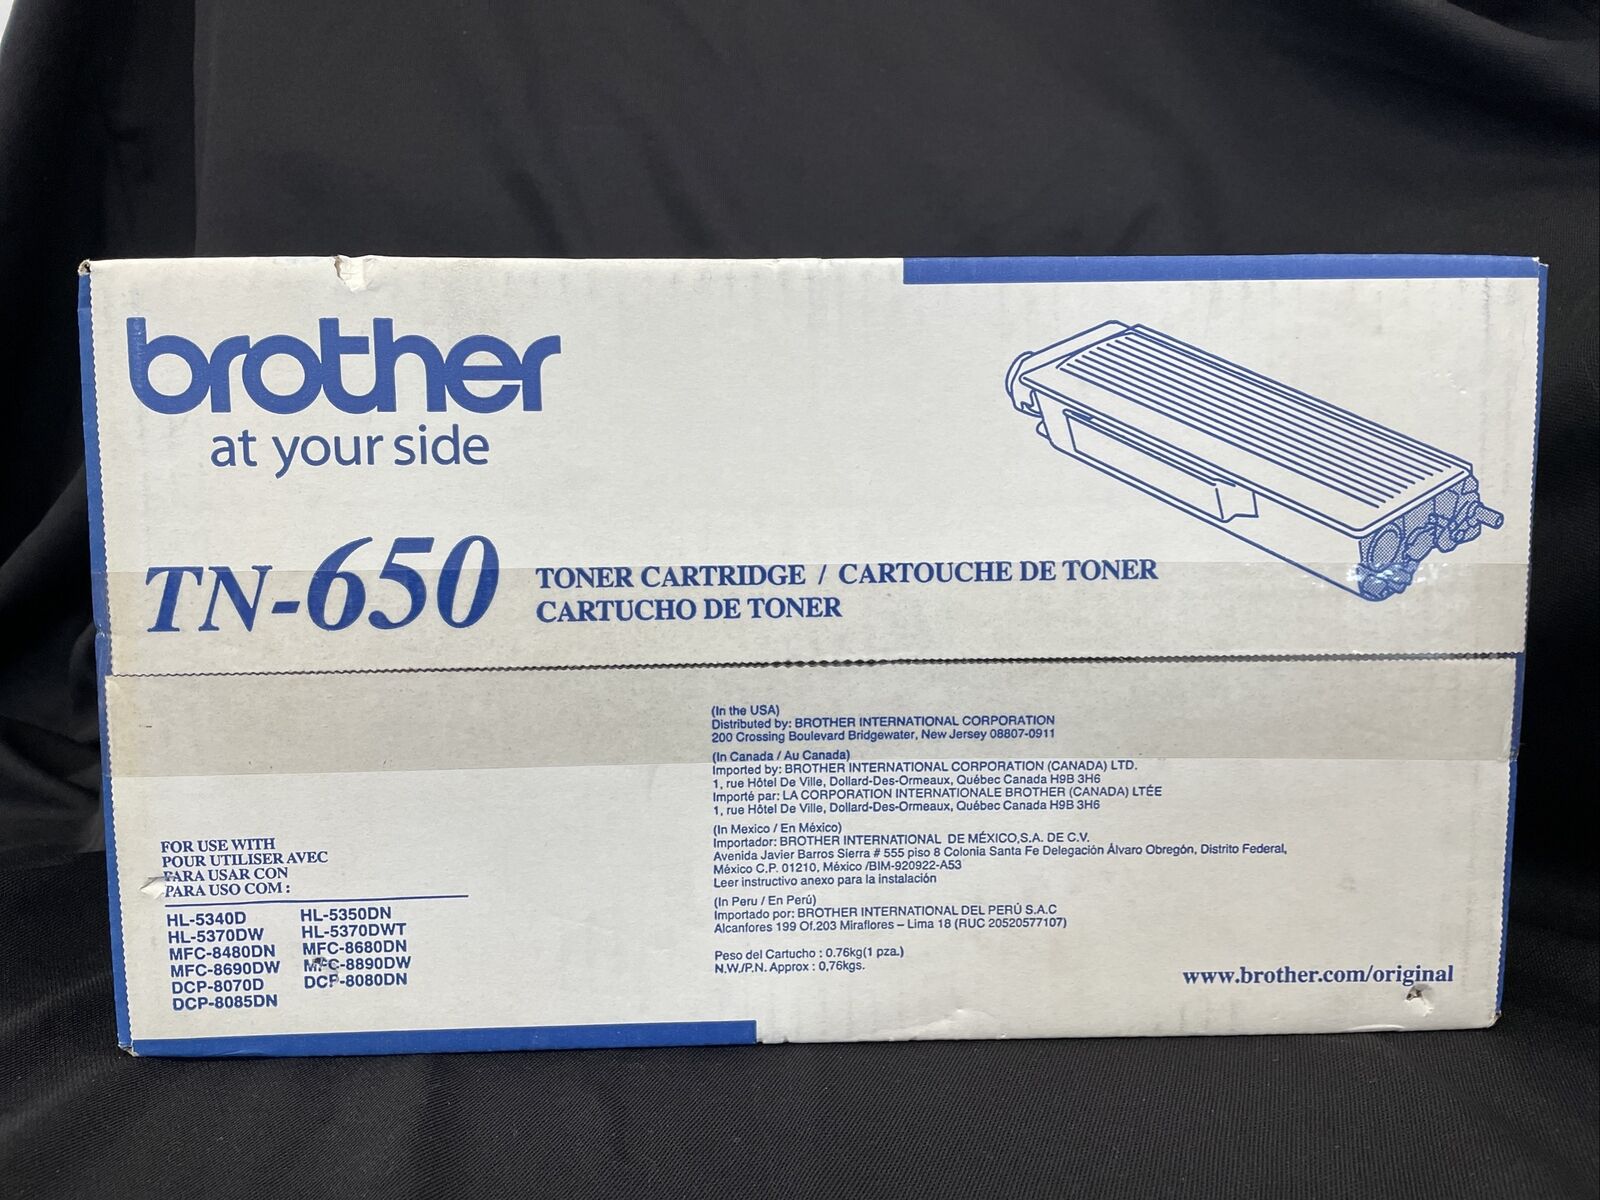 brother
at your side
TN-650
TONER CARTRIDGE / CARTOUCHE DE TONER
CARTUCHO DE TONER
(In the USA)
Distributed by: BROTHER INTERNATIONAL CORPORATION
200 Crossing Boulevard Bridgewater, New Jersey 08807-0911
(In Canada / Au Canada)
Imported by: BROTHER INTERNATIONAL CORPORATION (CANADA) LTD.
1, rue Hôtel De Ville, Dollard-Des-Ormeaux, Québec Canada H9B 3H6
Importé par: LA CORPORATION INTERNATIONALE BROTHER (CANADA) LTÉE
1, rue Hôtel De Ville, Dollard-Des-Ormeaux, Québec Canada H9B 3H6
(In Mexico / En México)
Importador: BROTHER INTERNATIONAL DE MÉXICO,S.A. DE C.V.
Avenida Javier Barros Sierra # 555 piso 8 Colonia Santa Fe Delegación Álvaro Obregón, Distrito Federal,
México C.P. 01210, México /BIM-920922-A53
Leer instructivo anexo para la instalación
(In Peru / En Perú)
Importado por: BROTHER INTERNATIONAL DEL PERÚ S.A.C
Alcanfores 199 Of.203 Miraflores – Lima 18 (RUC 20520577107)
Peso del Cartucho : 0.76kg(1 pza.)
N.W./P.N. Approx : 0,76kgs.
FOR USE WITH
POUR UTILISER AVEC
PARA USAR CON
PARA USO COM :
HL-5340D HL-5350DN
HL-5370DW HL-5370DWT
MFC-8480DN MFC-8680DN
MFC-8690DW MFC-8890DW
DCP-8070D DCP-8080DN
DCP-8085DN
www.brother.com/original